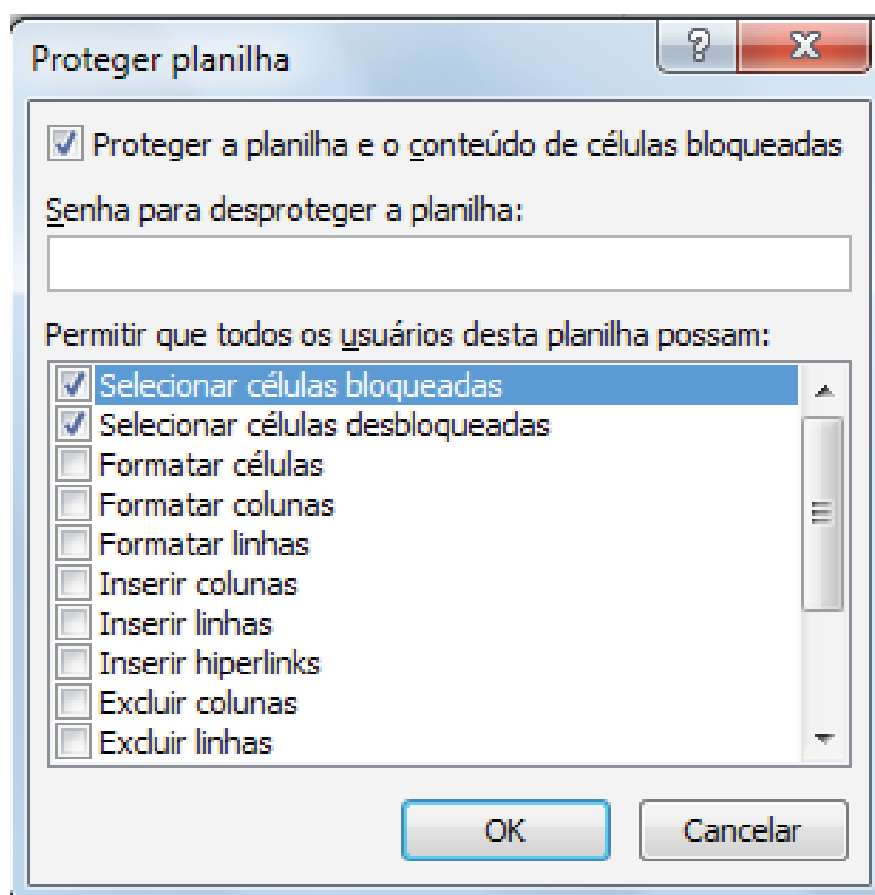 Proteger planilha
Proteger a planilha e o conteúdo de células bloqueadas
Senha para desproteger a planilha:
Permitir que todos os usuários desta planilha possam:
Selecionar células bloqueadas
Selecionar células desbloqueadas
Formatar células
Formatar colunas
Formatar linhas
Inserir colunas
Inserir linhas
Inserir hiperlinks
Excluir colunas
Excluir linhas
OK Cancelar